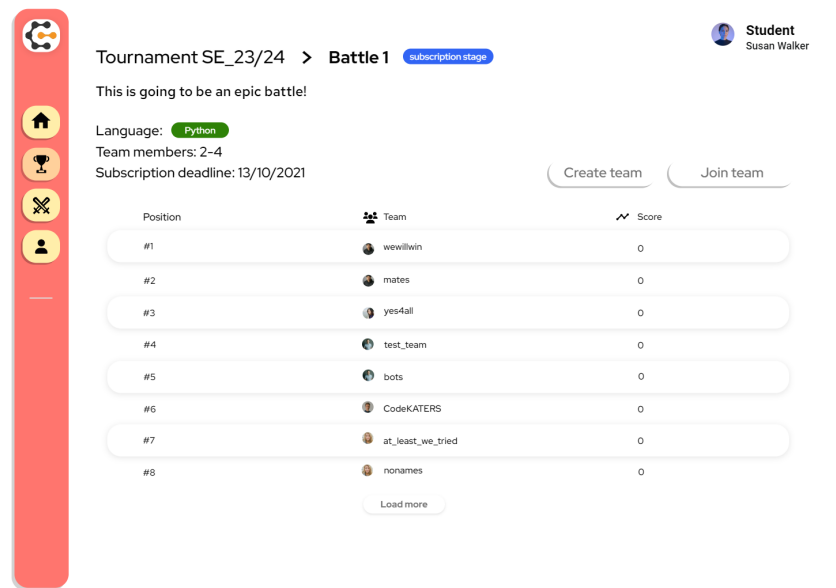 Student
Susan Walker
Tournament SE_23/24 > Battle 1 subscription stage
This is going to be an epic battle!
Language: Python
Team members: 2-4
Subscription deadline: 13/10/2021
Create team Join team
Position Team Score
#1 wewillwin 0
#2 mates 0
#3 yes4all 0
#4 test_team 0
#5 bots 0
#6 CodeKATERS 0
#7 at_least_we_tried 0
#8 nonames 0
Load more